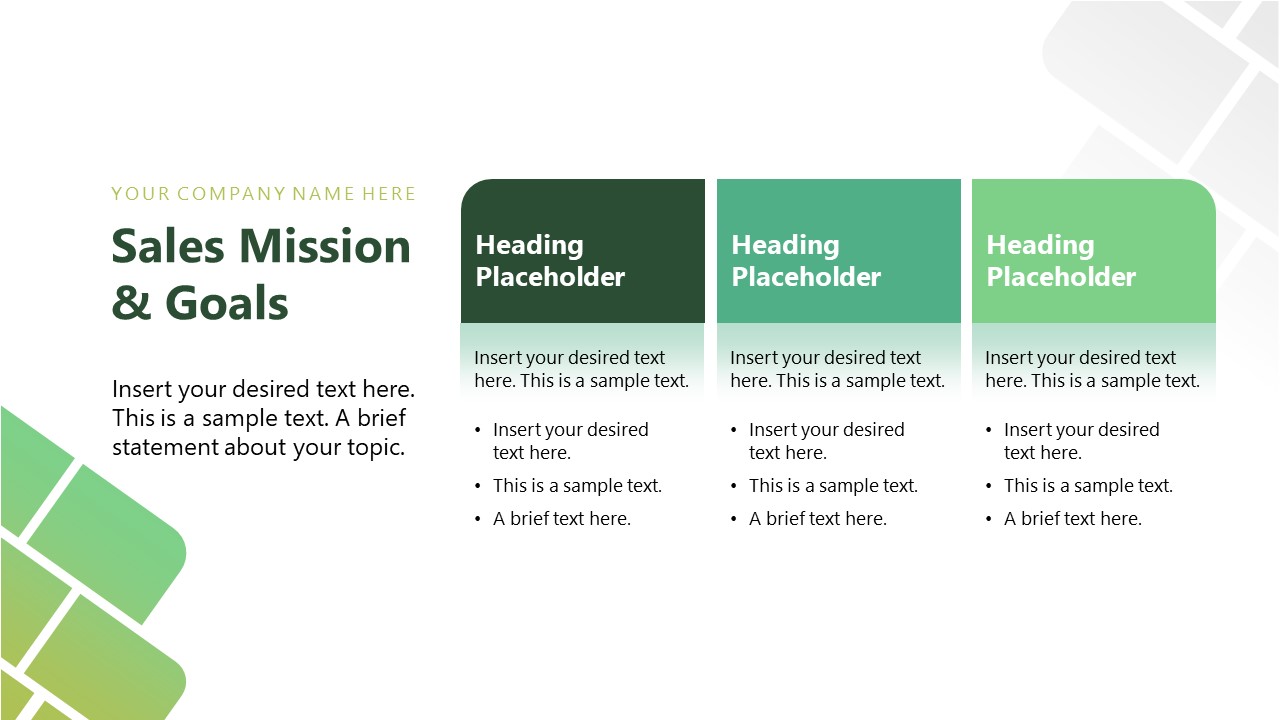 YOUR COMPANY NAME HERE
Sales Mission
& Goals
Insert your desired text here.
This is a sample text. A brief
statement about your topic.
Heading
Placeholder
Insert your desired text
here. This is a sample text.
• Insert your desired
text here.
• This is a sample text.
• A brief text here.
Heading
Placeholder
Insert your desired text
here. This is a sample text.
• Insert your desired
text here.
• This is a sample text.
• A brief text here.
Heading
Placeholder
Insert your desired text
here. This is a sample text.
• Insert your desired
text here.
• This is a sample text.
• A brief text here.